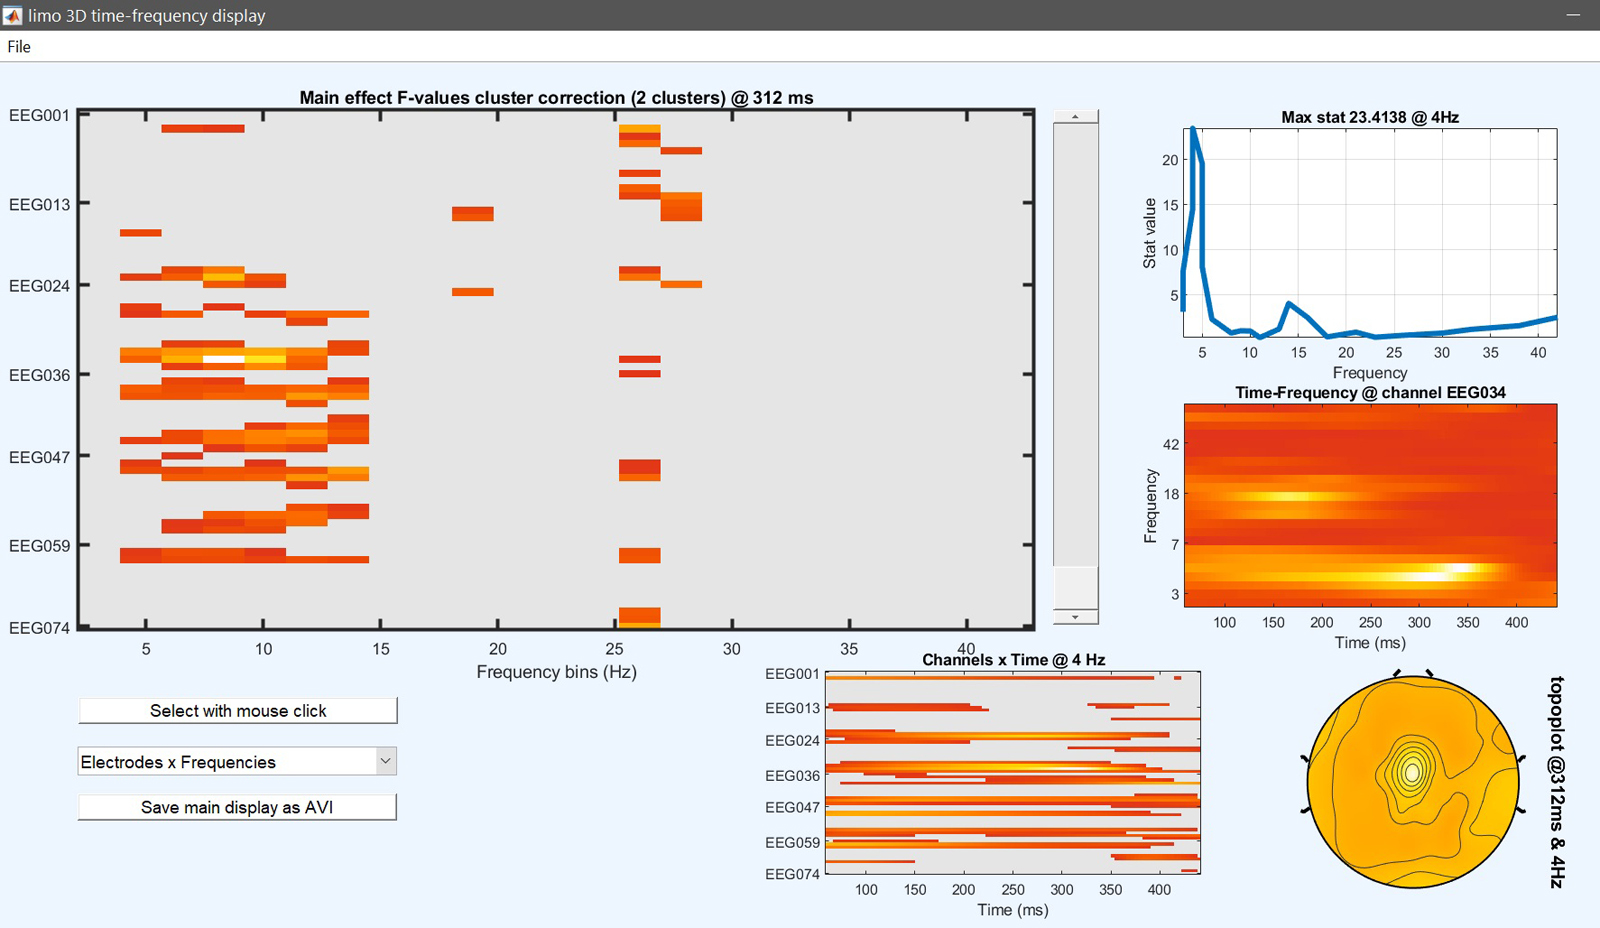 limo 3D time-frequency display
File
Main effect F-values cluster correction (2 clusters) @ 312 ms
EEG001
EEG013
EEG024
EEG036
EEG047
EEG059
EEG074
5 10 15 20 25 30 35 40
Frequency bins (Hz)
Max stat 23.4138 @ 4Hz
Stat value
20
15
10
5
5 10 15 20 25 30 35 40
Frequency
Time-Frequency @ channel EEG034
Frequency
42
18
7
3
100 150 200 250 300 350 400
Time (ms)
Select with mouse click
Electrodes x Frequencies
Save main display as AVI
Channels x Time @ 4 Hz
EEG001
EEG013
EEG024
EEG036
EEG047
EEG059
EEG074
100 150 200 250 300 350 400
Time (ms)
topoplot @312ms & 4Hz